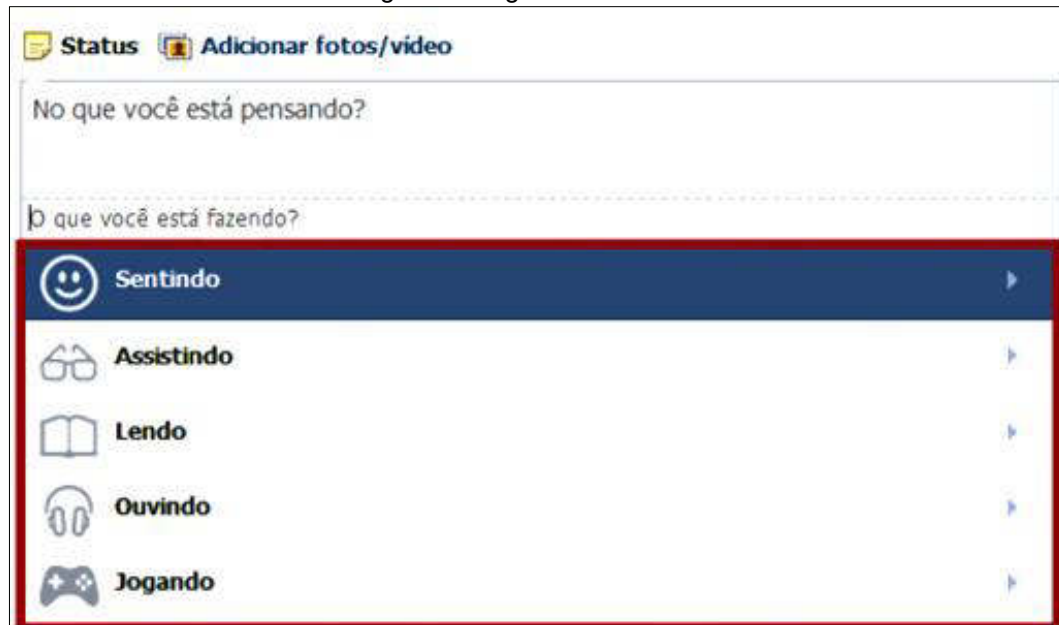 Status Adicionar fotos/vídeo
No que você está pensando?
O que você está fazendo?
Sentindo
Assistindo
Lendo
Ouvindo
Jogando